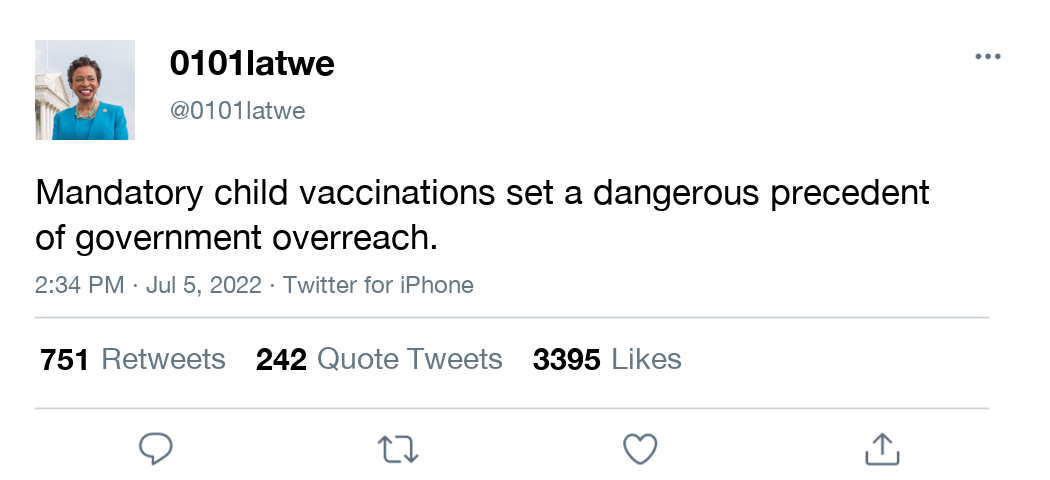 0101latwe
@0101latwe
Mandatory child vaccinations set a dangerous precedent
of government overreach.
2:34 PM · Jul 5, 2022 · Twitter for iPhone
751 Retweets 242 Quote Tweets 3395 Likes